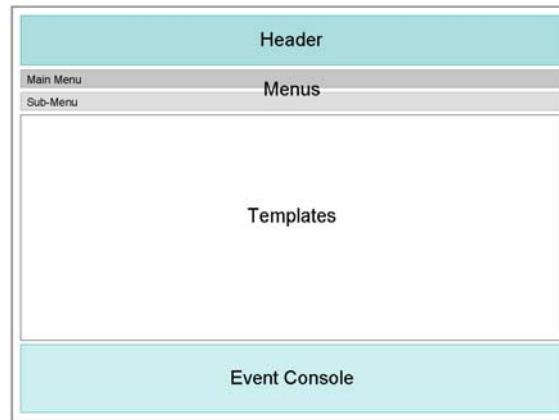 Header
Main Menu
Menus
Sub-Menu
Templates
Event Console